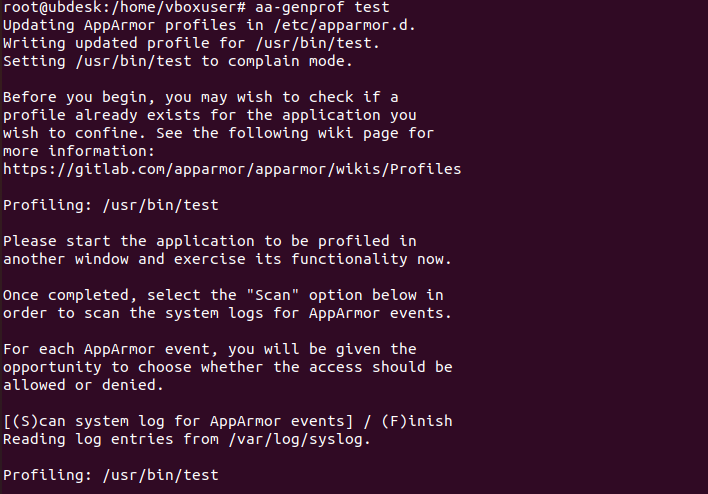 root@ubdesk:/home/vboxuser# aa-genprof test
Updating AppArmor profiles in /etc/apparmor.d.
Writing updated profile for /usr/bin/test.
Setting /usr/bin/test to complain mode.
Before you begin, you may wish to check if a
profile already exists for the application you
wish to confine. See the following wiki page for
more information:
https://gitlab.com/apparmor/apparmor/wikis/Profiles
Profiling: /usr/bin/test
Please start the application to be profiled in
another window and exercise its functionality now.
Once completed, select the "Scan" option below in
order to scan the system logs for AppArmor events.
For each AppArmor event, you will be given the
opportunity to choose whether the access should be
allowed or denied.
[(S)can system log for AppArmor events] / (F)inish
Reading log entries from /var/log/syslog.
Profiling: /usr/bin/test